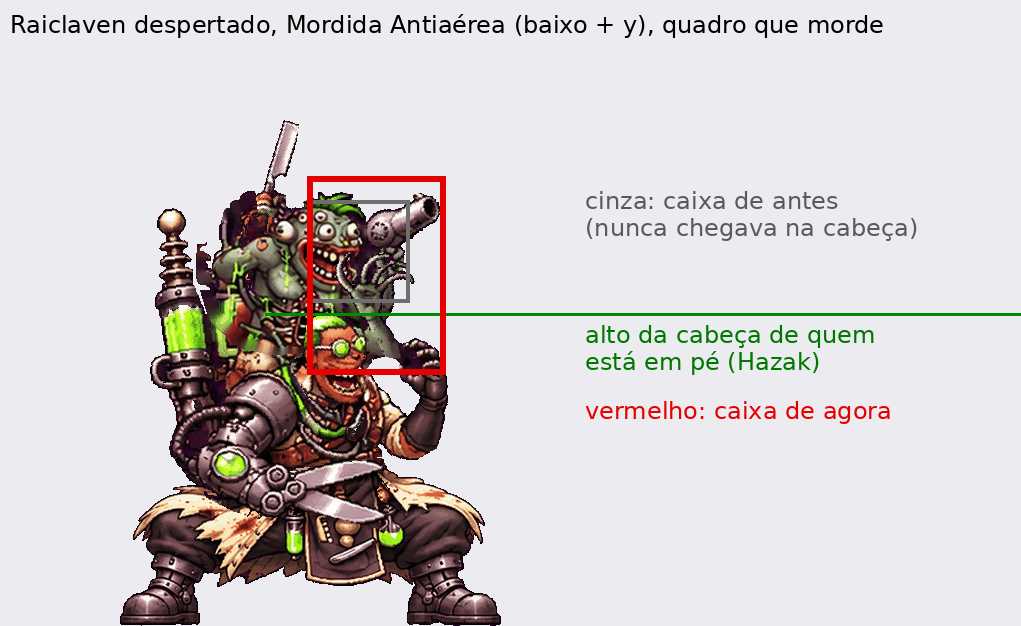 Raiclaven despertado, Mordida Antiaérea (baixo + y), quadro que morde
cinza: caixa de antes
(nunca chegava na cabeça)
alto da cabeça de quem
está em pé (Hazak)
vermelho: caixa de agora